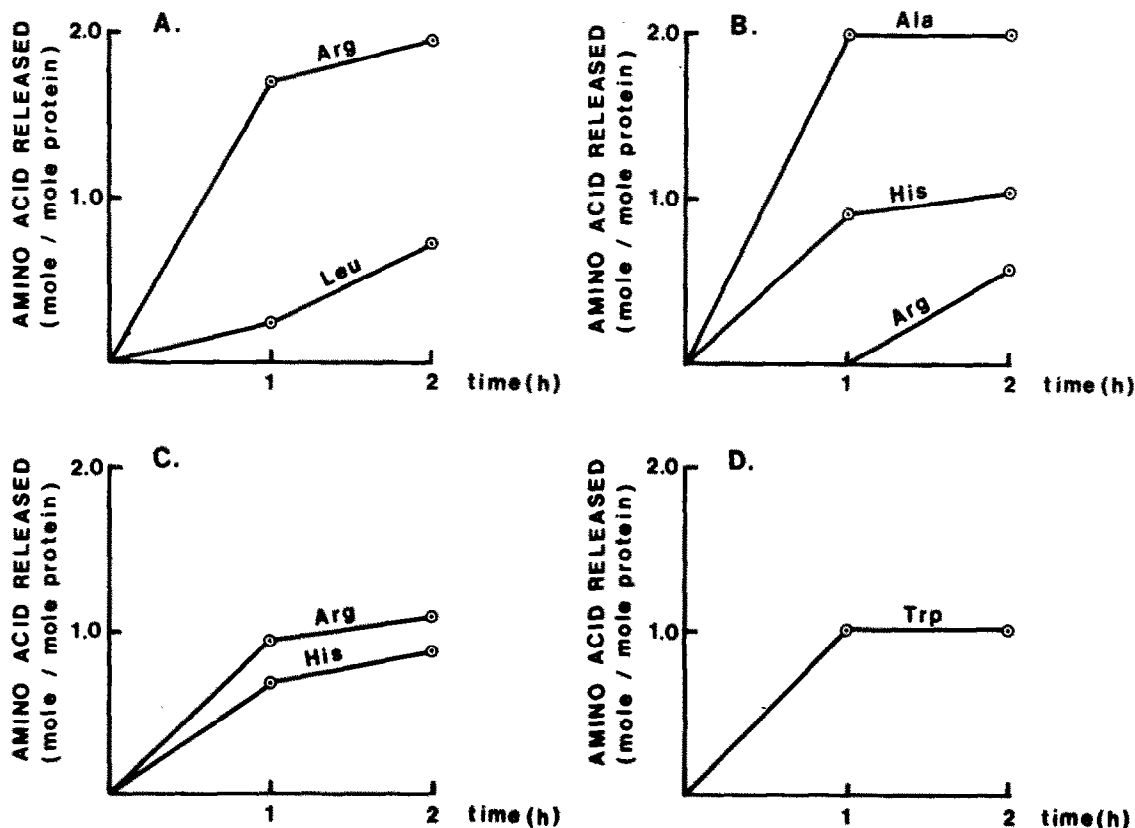 A.
AMINO ACID RELEASED
(mole / mole protein)
2.0
1.0
Arg
Leu
1
2
time(h)
B.
AMINO ACID RELEASED
(mole / mole protein)
2.0
1.0
Ala
His
Arg
1
2
time(h)
C.
AMINO ACID RELEASED
(mole / mole protein)
2.0
1.0
Arg
His
1
2
time(h)
D.
AMINO ACID RELEASED
(mole / mole protein)
2.0
1.0
Trp
1
2
time(h)